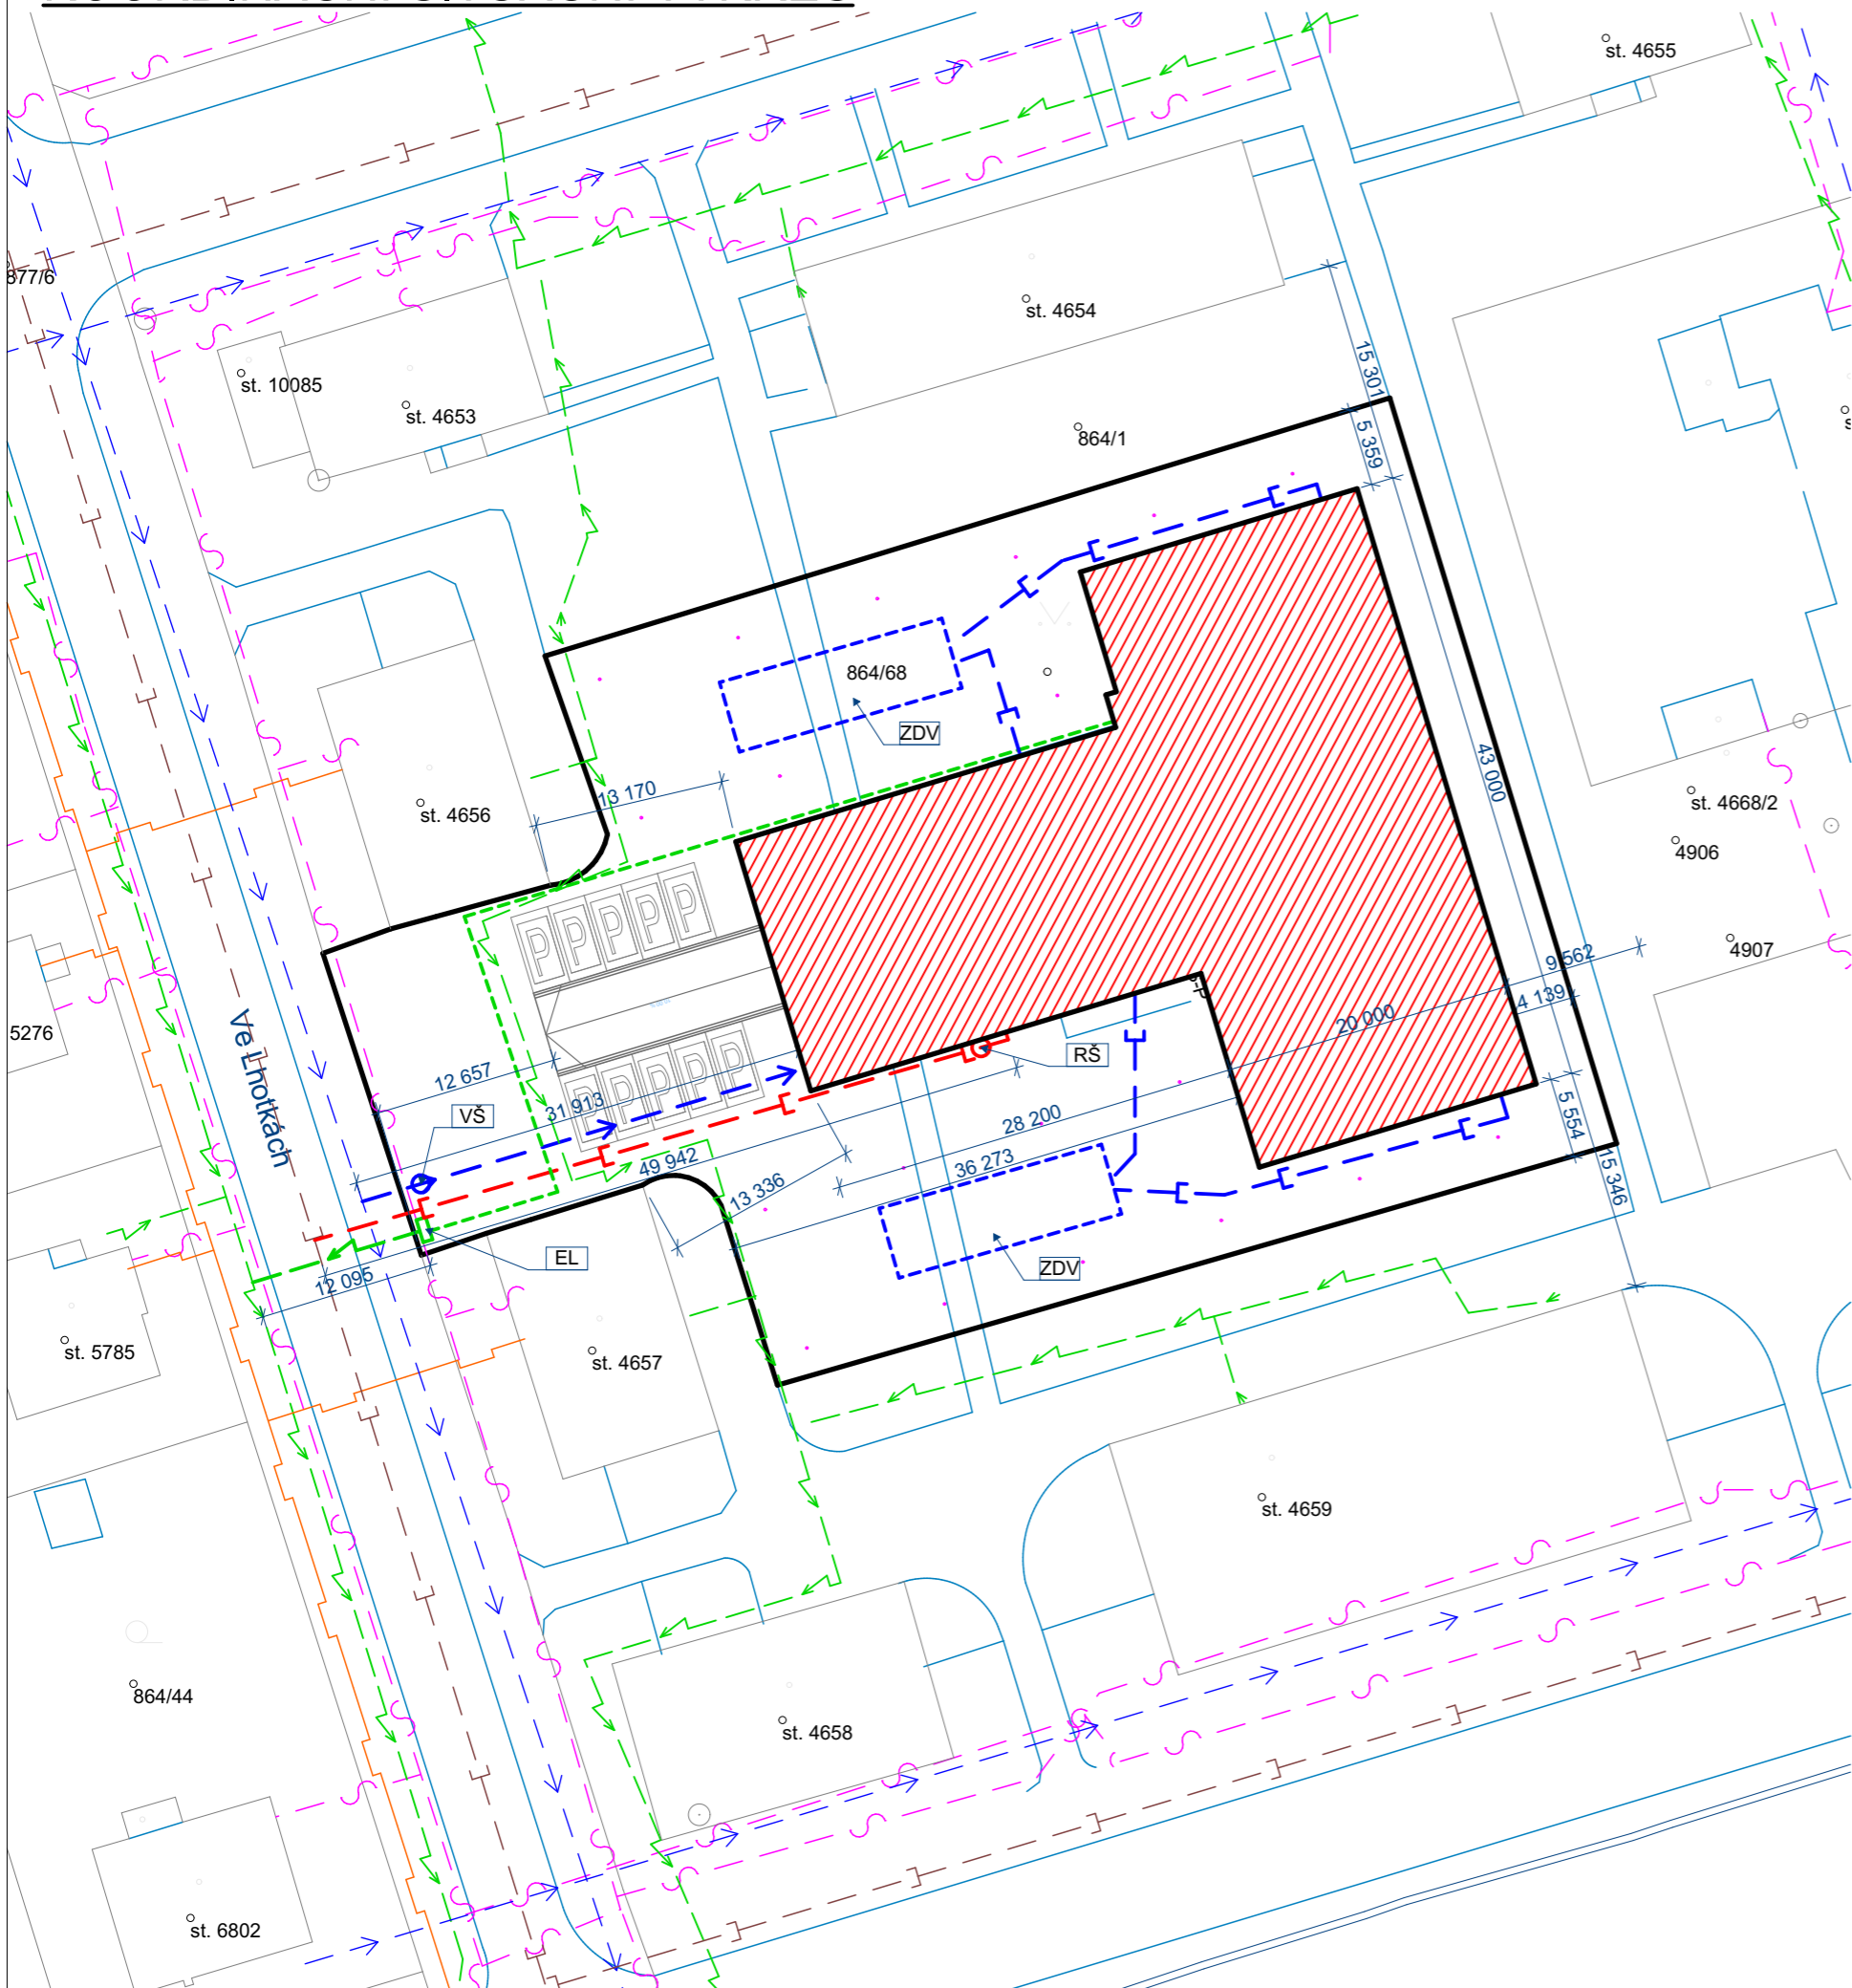 st. 4655
877/6
st. 4654
15 301
st. 10085
st. 4653
864/1
5 359
864/68
ZDV
13 170
43 000
st. 4656
st. 4668/2
4906
4907
9 562
4 139
20 000
5276
Ve Lhotkách
P P P P P
RŠ
12 657
VŠ
31 913
P P P P P
28 200
49 942
36 273
13 336
5 554
15 346
EL
ZDV
12 095
st. 5785
st. 4657
st. 4659
864/44
st. 4658
st. 6802